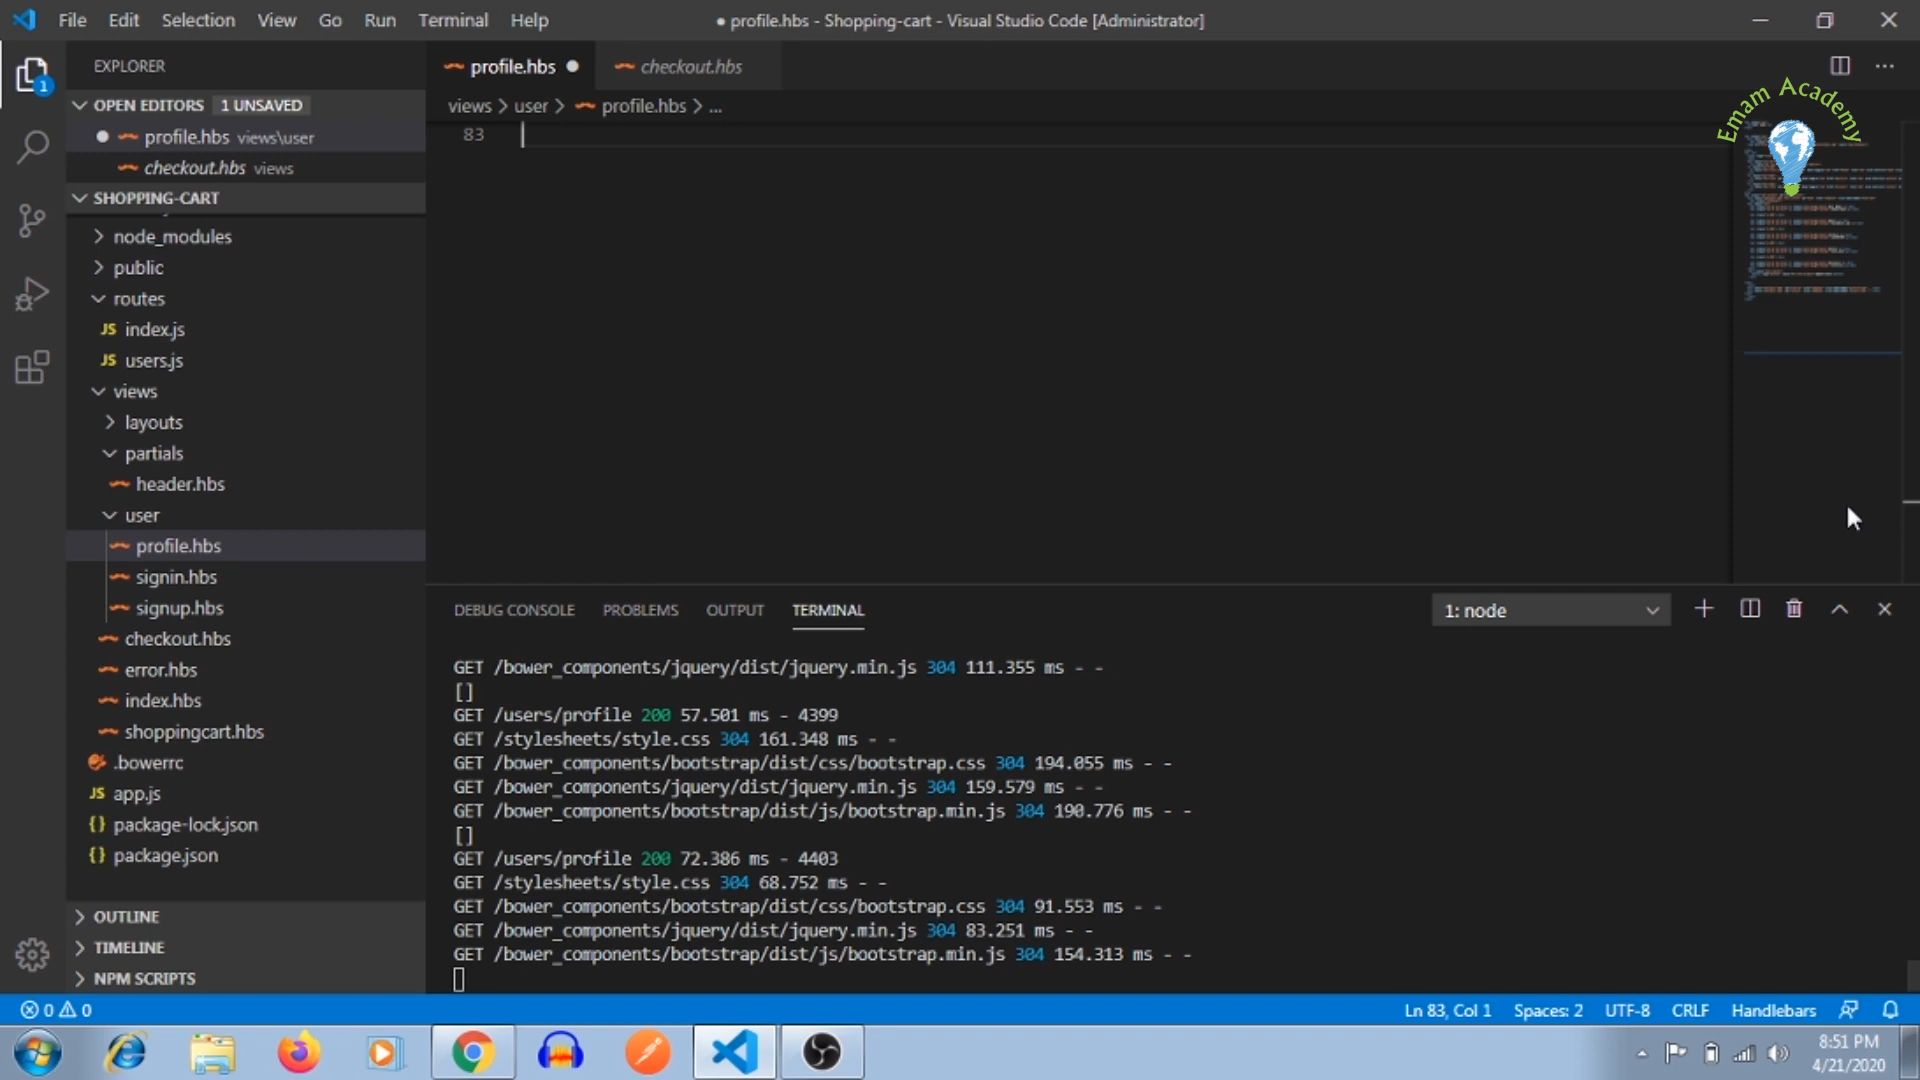 File Edit Selection View Go Run Terminal Help
● profile.hbs - Shopping-cart - Visual Studio Code [Administrator]
EXPLORER
profile.hbs
checkout.hbs
OPEN EDITORS 1 UNSAVED
views > user > profile.hbs > ...
Emam Academy
profile.hbs views\user
83
checkout.hbs views
SHOPPING-CART
node_modules
public
routes
JS index.js
JS users.js
views
layouts
partials
header.hbs
user
profile.hbs
signin.hbs
signup.hbs
checkout.hbs
error.hbs
index.hbs
shoppingcart.hbs
.bowerrc
JS app.js
{} package-lock.json
{} package.json
OUTLINE
TIMELINE
NPM SCRIPTS
1
DEBUG CONSOLE PROBLEMS OUTPUT TERMINAL
1: node
GET /bower_components/jquery/dist/jquery.min.js 304 111.355 ms - -
[]
GET /users/profile 200 57.501 ms - 4399
GET /stylesheets/style.css 304 161.348 ms - -
GET /bower_components/bootstrap/dist/css/bootstrap.css 304 194.055 ms - -
GET /bower_components/jquery/dist/jquery.min.js 304 159.579 ms - -
GET /bower_components/bootstrap/dist/js/bootstrap.min.js 304 190.776 ms - -
[]
GET /users/profile 200 72.386 ms - 4403
GET /stylesheets/style.css 304 68.752 ms - -
GET /bower_components/bootstrap/dist/css/bootstrap.css 304 91.553 ms - -
GET /bower_components/jquery/dist/jquery.min.js 304 83.251 ms - -
GET /bower_components/bootstrap/dist/js/bootstrap.min.js 304 154.313 ms - -
0 0
Ln 83, Col 1 Spaces: 2 UTF-8 CRLF Handlebars
8:51 PM
4/21/2020